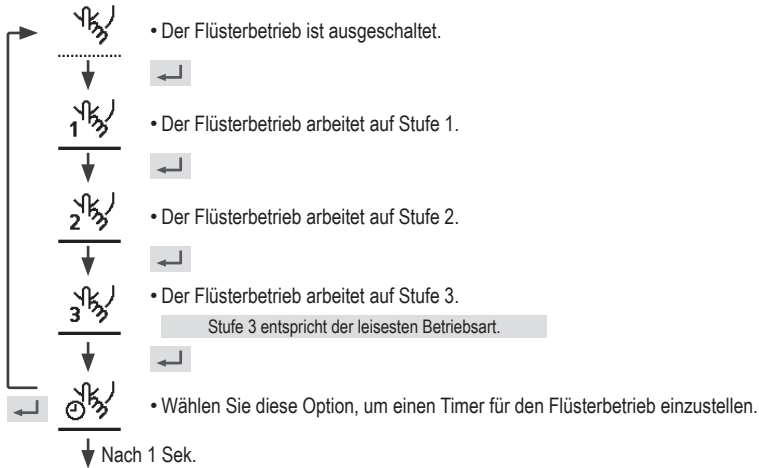 • Der Flüsterbetrieb ist ausgeschaltet.
1
• Der Flüsterbetrieb arbeitet auf Stufe 1.
2
• Der Flüsterbetrieb arbeitet auf Stufe 2.
3
• Der Flüsterbetrieb arbeitet auf Stufe 3.
Stufe 3 entspricht der leisesten Betriebsart.
• Wählen Sie diese Option, um einen Timer für den Flüsterbetrieb einzustellen.
Nach 1 Sek.